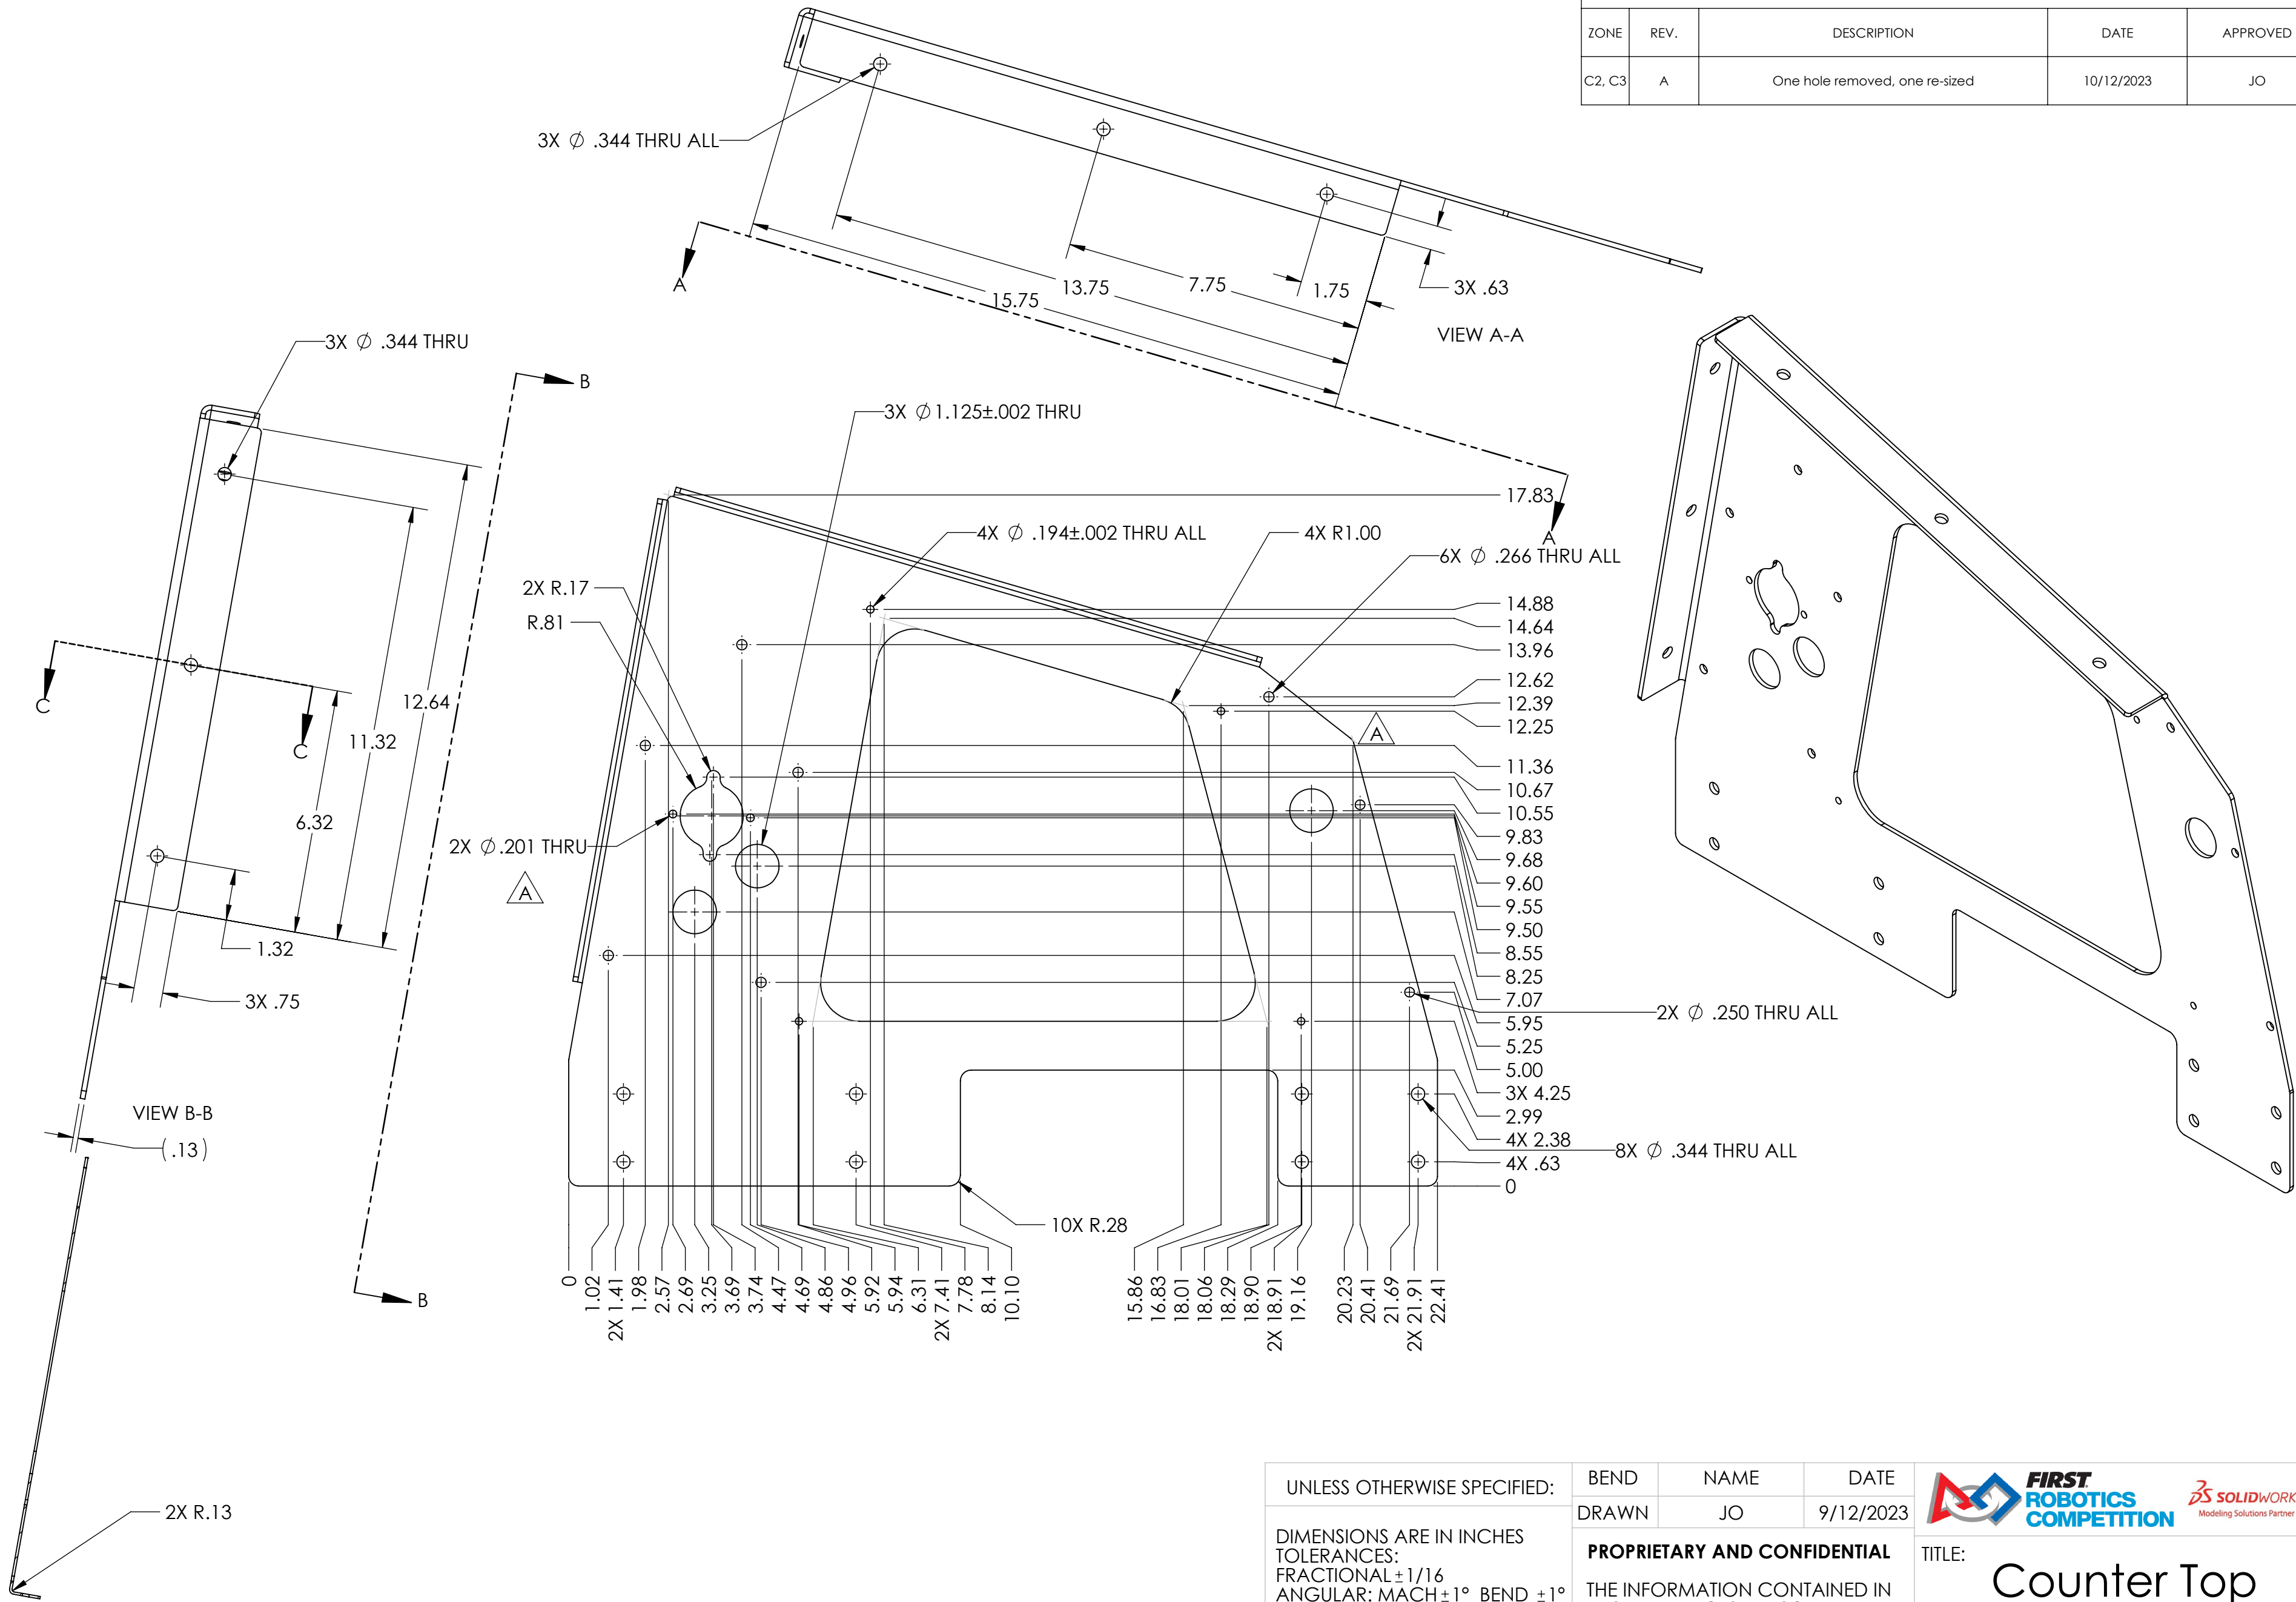 ZONE REV. DESCRIPTION DATE APPROVED
C2, C3 A One hole removed, one re-sized 10/12/2023 JO
3X ∅ .344 THRU ALL
15.75
13.75
7.75
1.75
3X .63
VIEW A-A
A
A
3X ∅ .344 THRU
B
B
C
C
12.64
11.32
6.32
1.32
3X .75
VIEW B-B
(.13)
2X R.13
3X ∅ 1.125±.002 THRU
4X ∅ .194±.002 THRU ALL
4X R1.00
6X ∅ .266 THRU ALL
2X R.17
R.81
2X ∅ .201 THRU
A
A
17.83
14.88
14.64
13.96
12.62
12.39
12.25
11.36
10.67
10.55
9.83
9.68
9.60
9.55
9.50
8.55
8.25
7.07
5.95
5.25
5.00
3X 4.25
2.99
4X 2.38
4X .63
0
2X ∅ .250 THRU ALL
8X ∅ .344 THRU ALL
10X R.28
0
1.02
2X 1.41
1.98
2.57
2.69
3.25
3.69
3.74
4.47
4.69
4.86
4.96
5.92
5.94
6.31
2X 7.41
7.78
8.14
10.10
15.86
16.83
18.01
18.06
18.29
18.90
2X 18.91
19.16
20.23
20.41
21.69
2X 21.91
22.41
UNLESS OTHERWISE SPECIFIED:
DIMENSIONS ARE IN INCHES
TOLERANCES:
FRACTIONAL ± 1/16
ANGULAR: MACH ± 1° BEND ± 1°
BEND NAME DATE
DRAWN JO 9/12/2023
PROPRIETARY AND CONFIDENTIAL
THE INFORMATION CONTAINED IN
FIRST
ROBOTICS
COMPETITION
SOLIDWORK
Modeling Solutions Partner
TITLE:
Counter Top